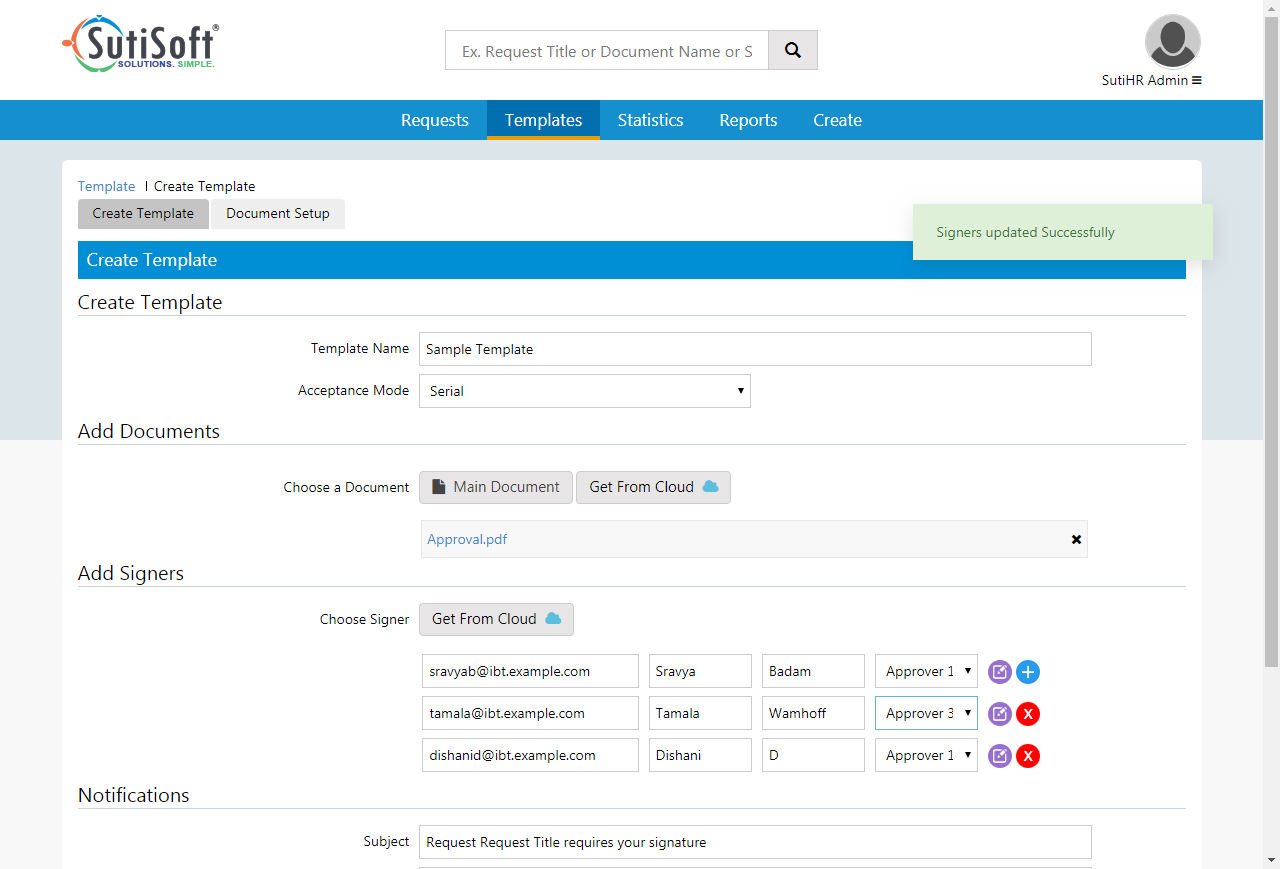 SutiSoft®
SOLUTIONS. SIMPLE.
Ex. Request Title or Document Name or S
SutiHR Admin
Requests Templates Statistics Reports Create
Template | Create Template
Create Template Document Setup
Signers updated Successfully
Create Template
Create Template
Template Name Sample Template
Acceptance Mode Serial
Add Documents
Choose a Document Main Document Get From Cloud
Approval.pdf
Add Signers
Choose Signer Get From Cloud
sravyab@ibt.example.com Sravya Badam Approver 1
tamala@ibt.example.com Tamala Wamhoff Approver 3 X
dishanid@ibt.example.com Dishani D Approver 1 X
Notifications
Subject Request Request Title requires your signature